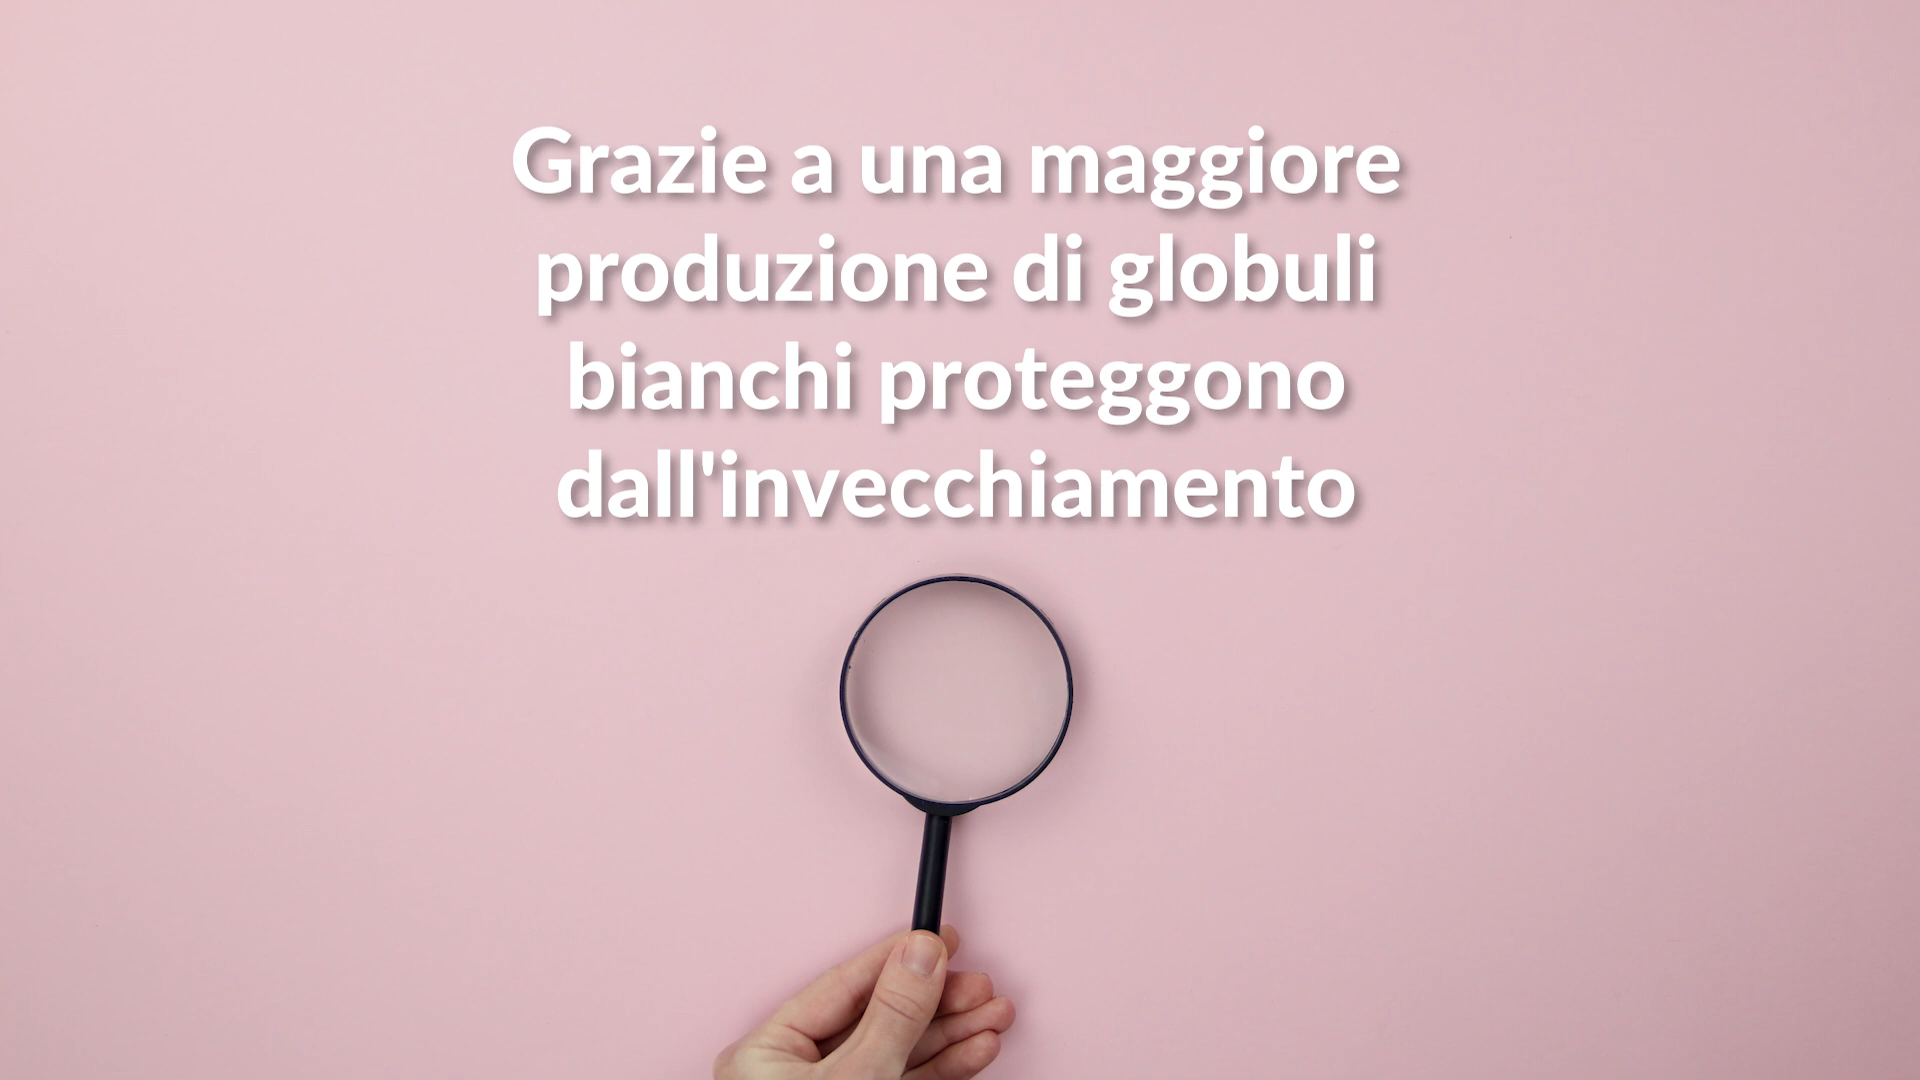 Grazie a una maggiore
produzione di globuli
bianchi proteggono
dall'invecchiamento